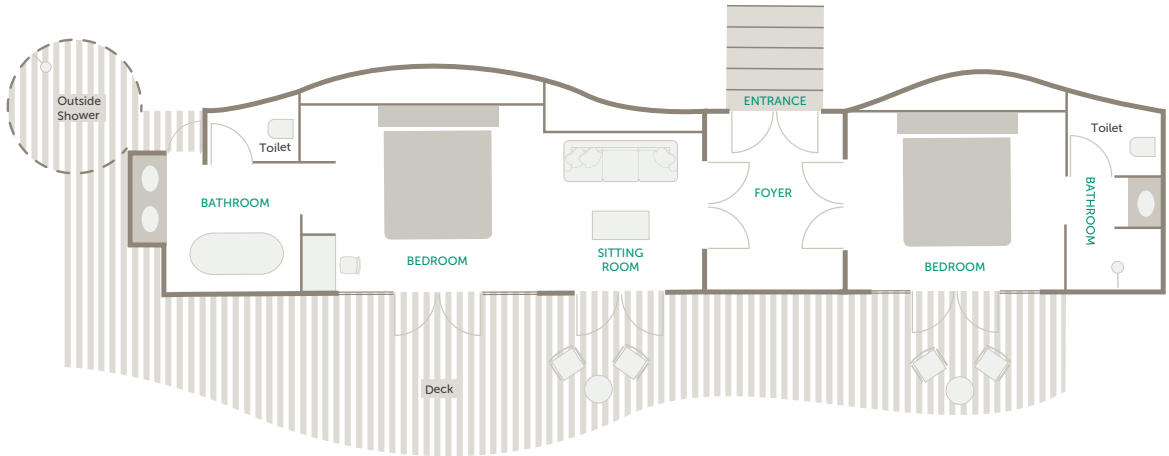 ENTRANCE
Outside
Shower
Toilet
Toilet
BATHROOM
FOYER
BATHROOM
BEDROOM
SITTING
ROOM
BEDROOM
Deck